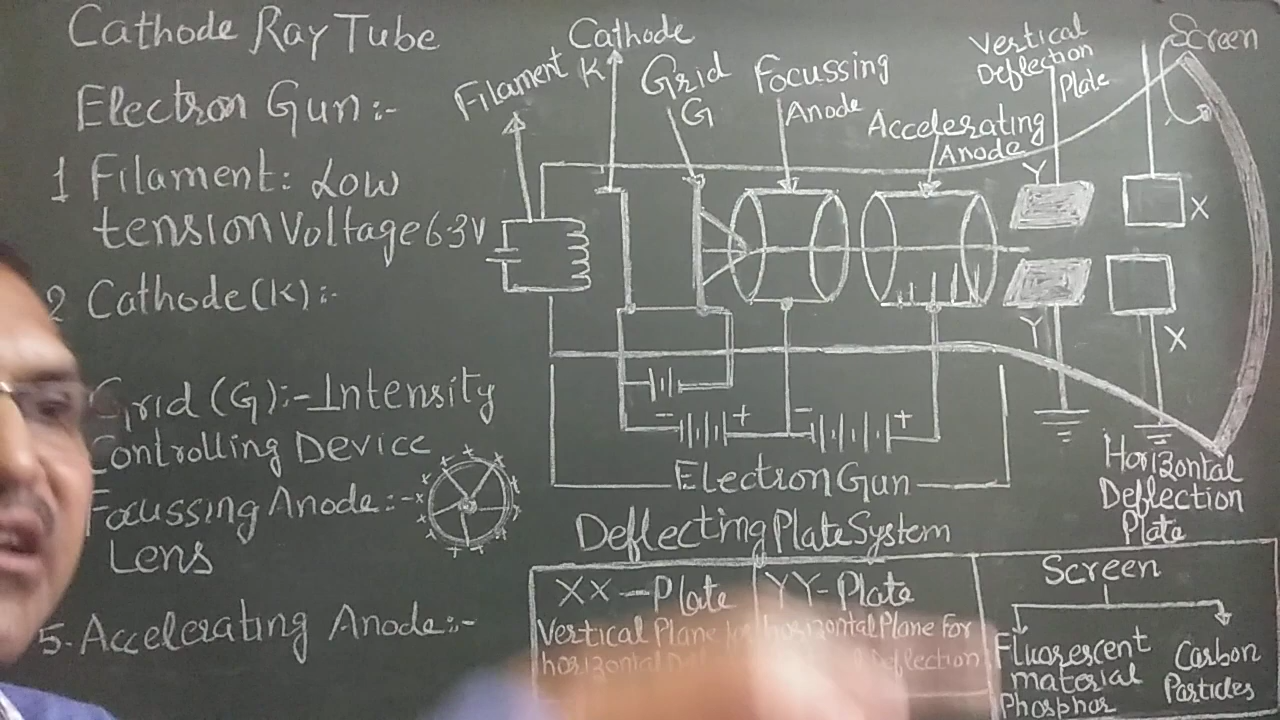 Cathode Ray Tube
Electron Gun:-
1 Filament: Low
tension Voltage 6.3V
2 Cathode(K):-
Grid (G):- Intensity
Controlling Device
Focussing Anode:-
Lens
5. Accelerating Anode:-
Filament
Cathode
K
Grid
G
Focussing
Anode
Accelerating
Anode
Vertical
Deflection
Plate
Screen
Y
Y
X
X
- + - +
Electron Gun
Horizontal
Deflection
Plate
Deflecting Plate System
XX-Plate
Vertical Plane for
horizontal
YY-Plate
horizontal Plane For
Deflection
Screen
Fluorescent
material
Phosphor
Carbon
Particles